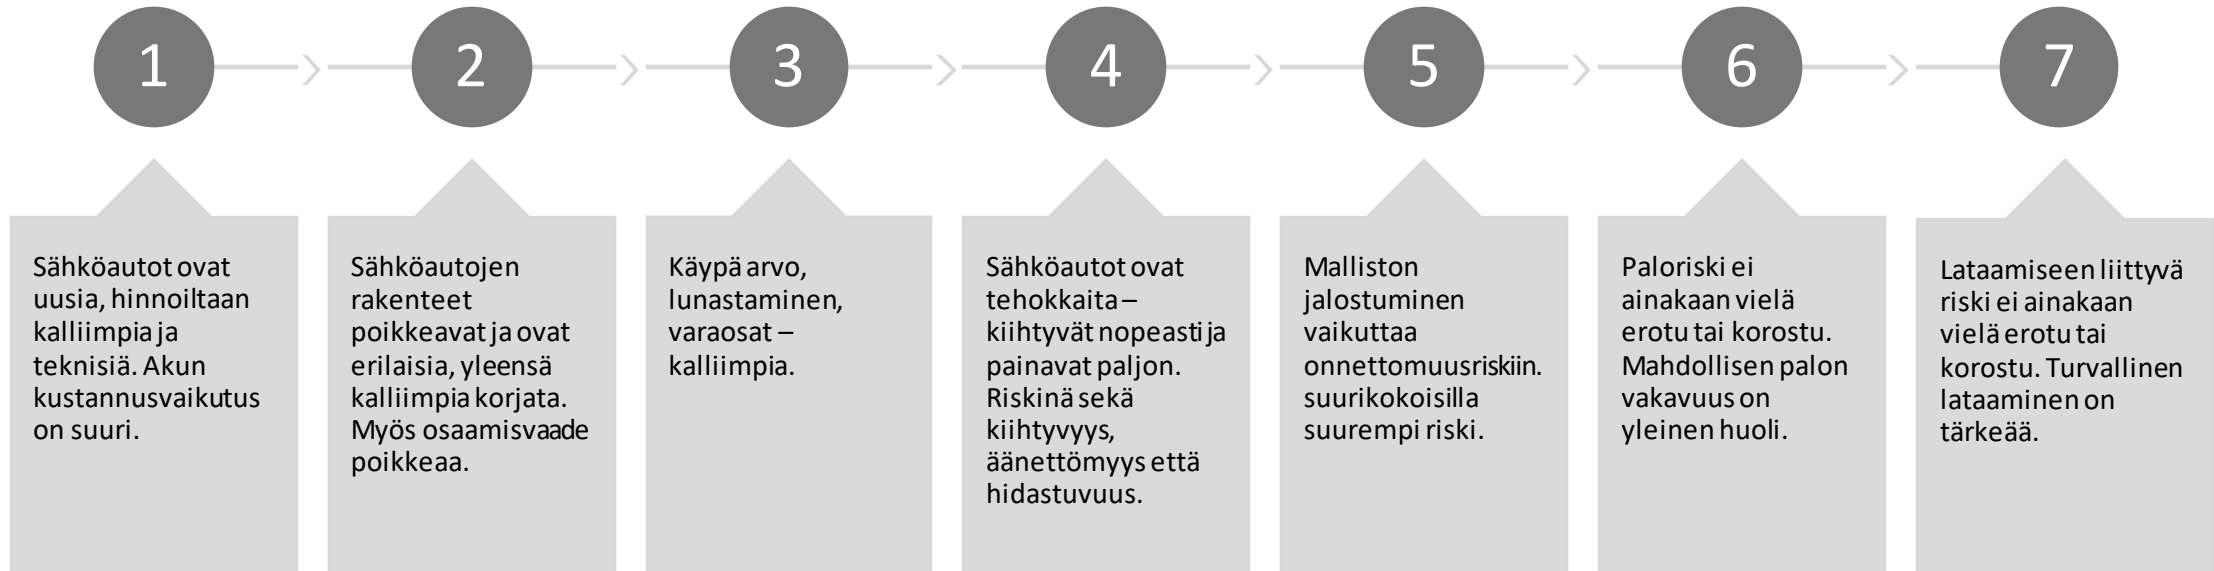 1
2
3
4
5
6
7
Sähköautot ovat
uusia, hinnoiltaan
kalliimpia ja
teknisiä. Akun
kustannusvaikutus
on suuri.
Sähköautojen
rakenteet
poikkeavat ja ovat
erilaisia, yleensä
kalliimpia korjata.
Myös osaamisvaade
poikkeaa.
Käypä arvo,
lunastaminen,
varaosat –
kalliimpia.
Sähköautot ovat
tehokkaita –
kiihtyvät nopeasti ja
painavat paljon.
Riskinä sekä
kiihtyvyys,
äänettömyys että
hidastuvuus.
Malliston
jalostuminen
vaikuttaa
onnettomuusriskiin.
suurikokoisilla
suurempi riski.
Paloriski ei
ainakaan vielä
erotu tai korostu.
Mahdollisen palon
vakavuus on
yleinen huoli.
Lataamiseen liittyvä
riski ei ainakaan
vielä erotu tai
korostu. Turvallinen
lataaminen on
tärkeää.